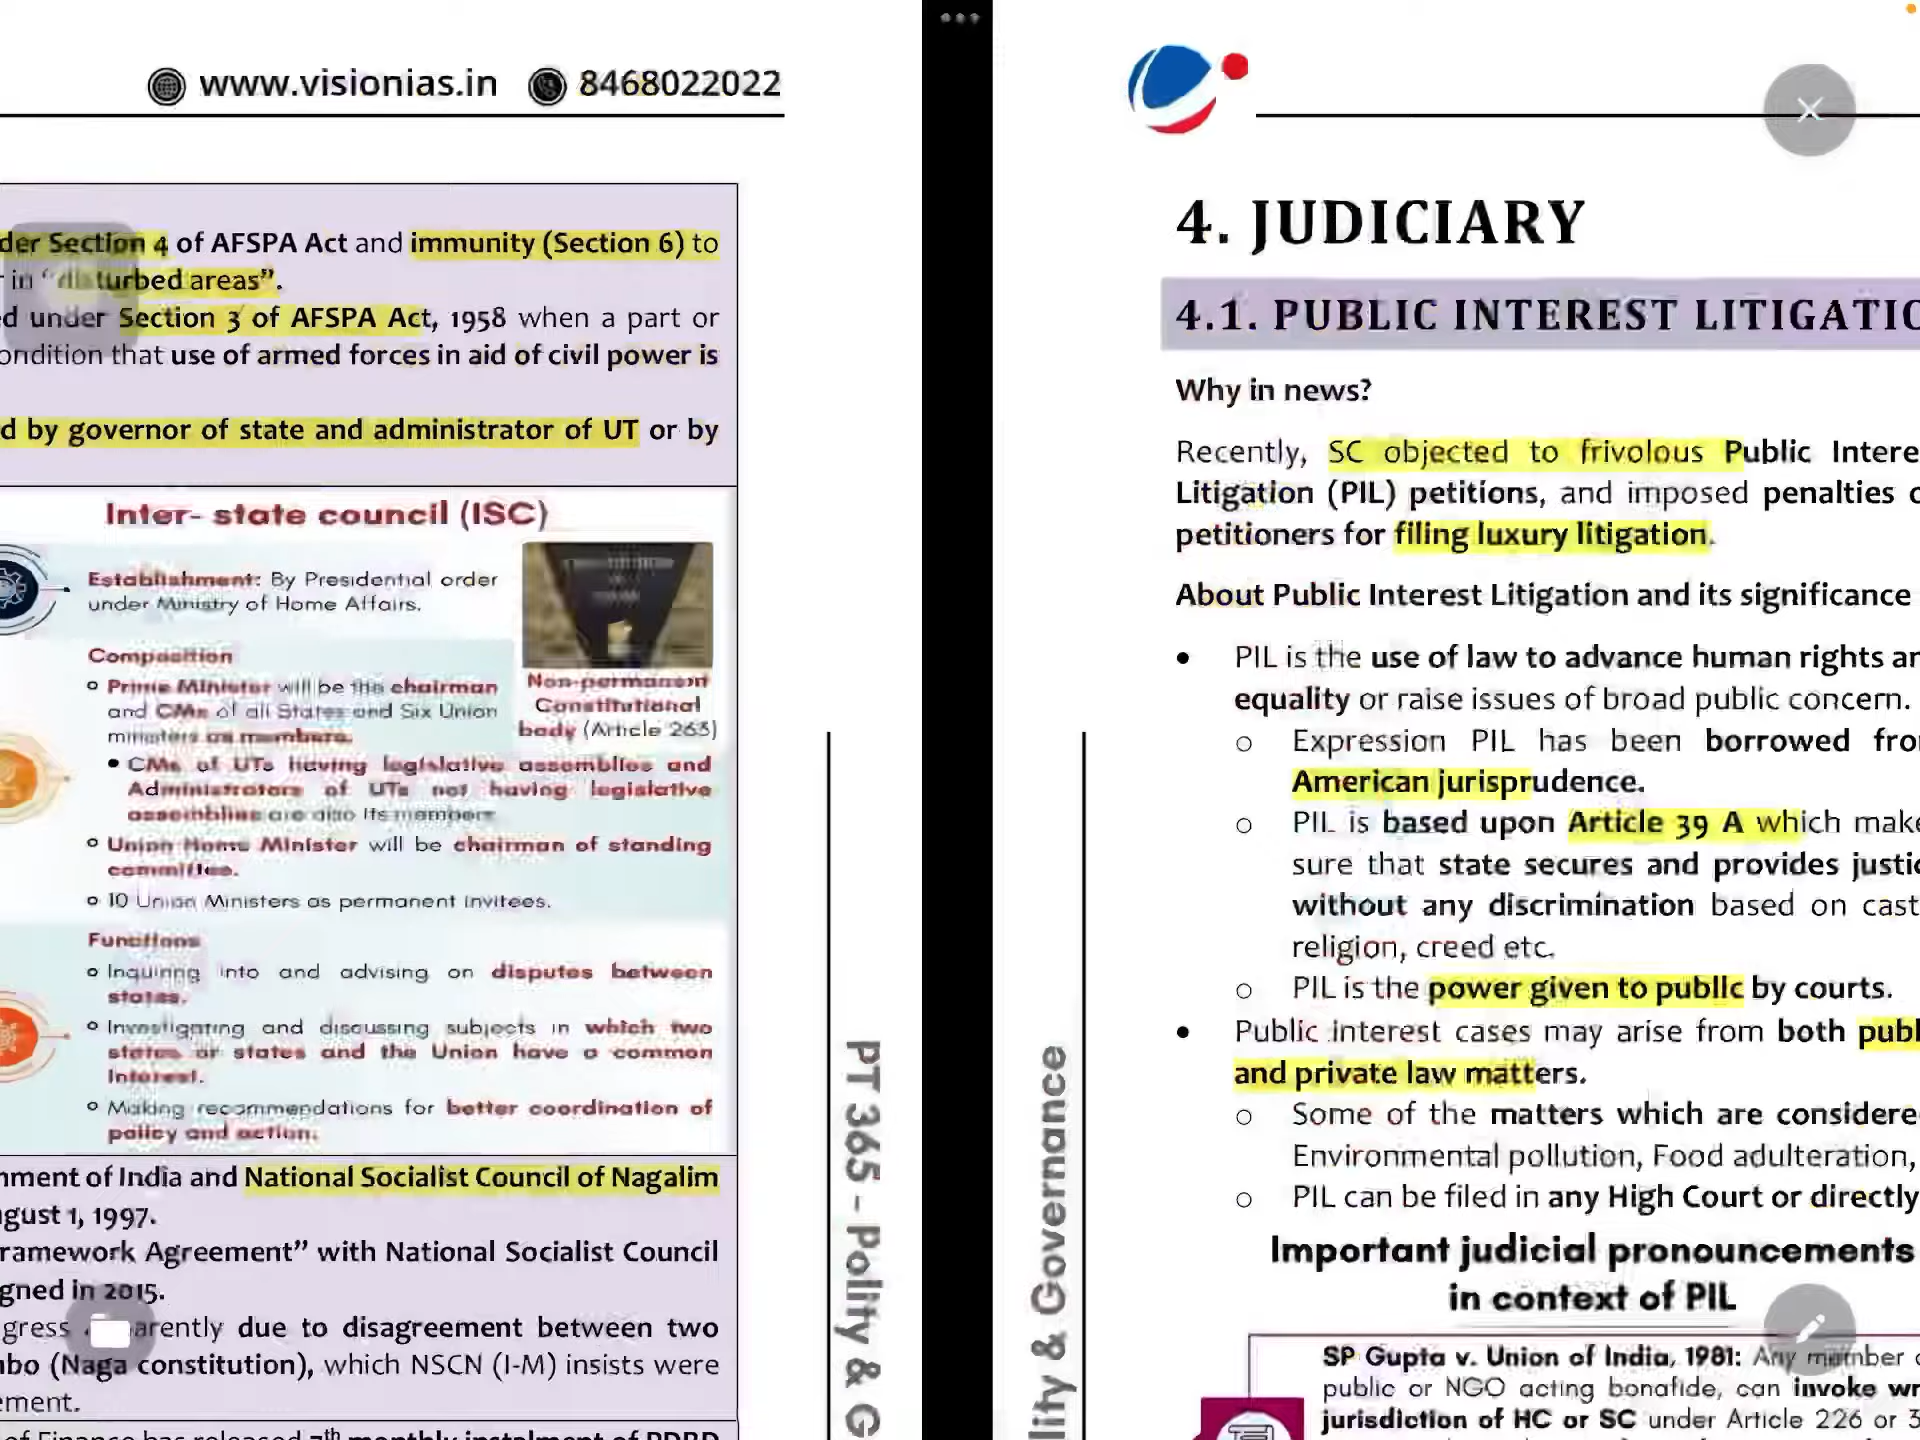 www.visionias.in 8468022022
der Section 4 of AFSPA Act and immunity (Section 6) to
r in “disturbed areas”.
d under Section 3 of AFSPA Act, 1958 when a part or
ondition that use of armed forces in aid of civil power is
d by governor of state and administrator of UT or by
Inter- state council (ISC)
Establishment: By Presidential order
under Ministry of Home Affairs.
Composition
Prime Minister will be the chairman
and CMs of all States and Six Union
ministers as members.
CMs of UTs having legislative assemblies and
Administrators of UTs not having legislative
assemblies are also its members
Union Home Minister will be chairman of standing
committee.
10 Union Ministers as permanent invitees.
Non-permanent
Constitutional
body (Article 263)
Functions
Inquiring into and advising on disputes between
states.
Investigating and discussing subjects in which two
states or states and the Union have a common
interest.
Making recommendations for better coordination of
policy and action.
nment of India and National Socialist Council of Nagalim
ugust 1, 1997.
ramework Agreement” with National Socialist Council
igned in 2015.
gress arently due to disagreement between two
bo (Naga constitution), which NSCN (I-M) insists were
ement.
of Finance has released 7th monthly instalment of PDRD
PT 365 - Polity & G
4. JUDICIARY
4.1. PUBLIC INTEREST LITIGATIO
Why in news?
Recently, SC objected to frivolous Public Intere
Litigation (PIL) petitions, and imposed penalties o
petitioners for filing luxury litigation.
About Public Interest Litigation and its significance
• PIL is the use of law to advance human rights an
equality or raise issues of broad public concern.
o Expression PIL has been borrowed fro
American jurisprudence.
o PIL is based upon Article 39 A which make
sure that state secures and provides justic
without any discrimination based on cast
religion, creed etc.
o PIL is the power given to public by courts.
• Public interest cases may arise from both publ
and private law matters.
o Some of the matters which are considere
Environmental pollution, Food adulteration,
o PIL can be filed in any High Court or directly
Important judicial pronouncements
in context of PIL
SP Gupta v. Union of India, 1981: Any member o
public or NGO acting bonafide, can invoke wr
jurisdiction of HC or SC under Article 226 or 3
lity & Governance